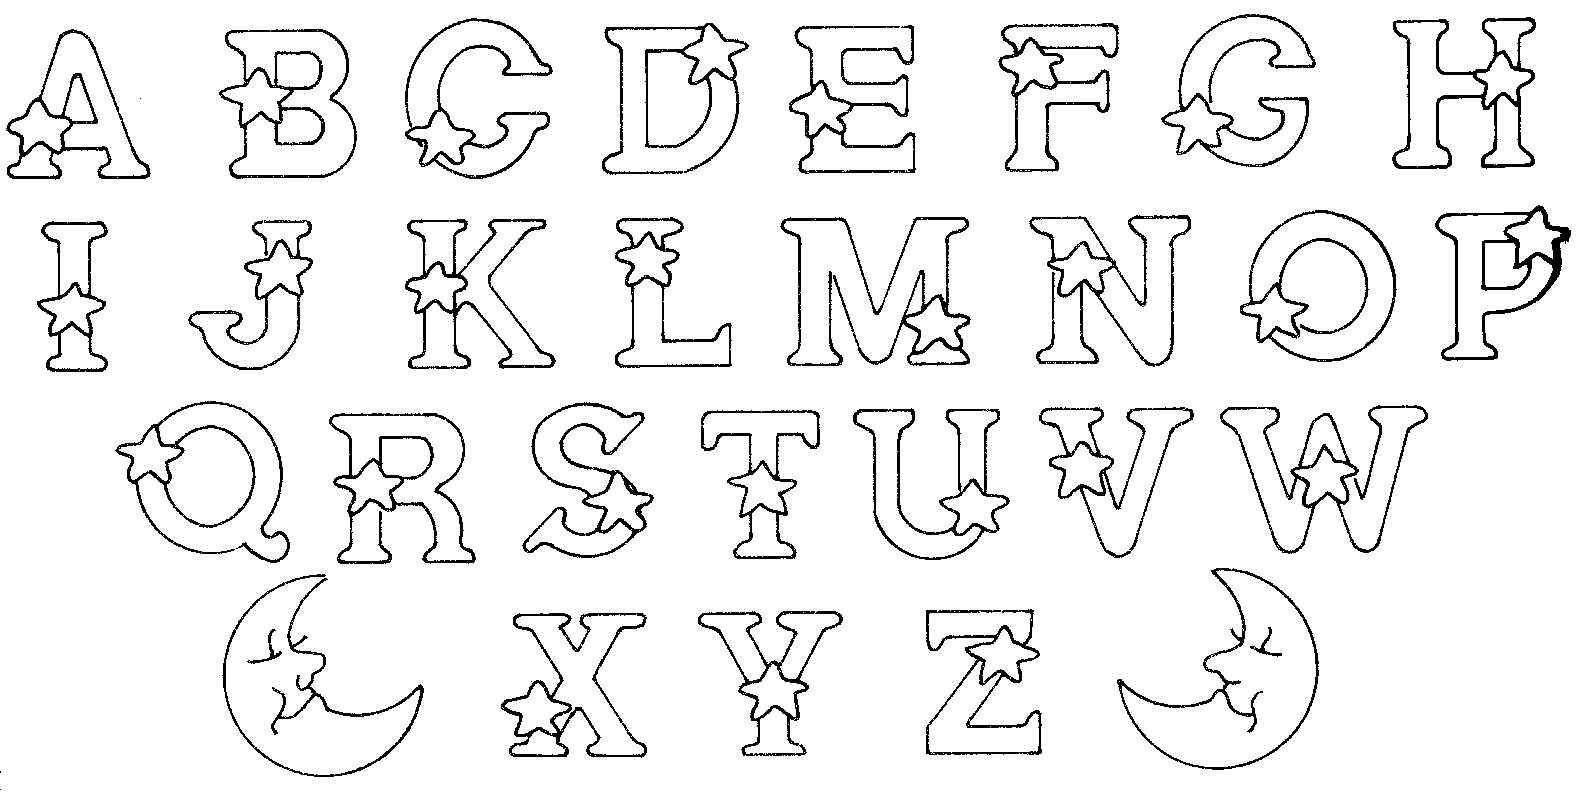 A B C D E F G H
I J K L M N O P
Q R S T U V W
X Y Z